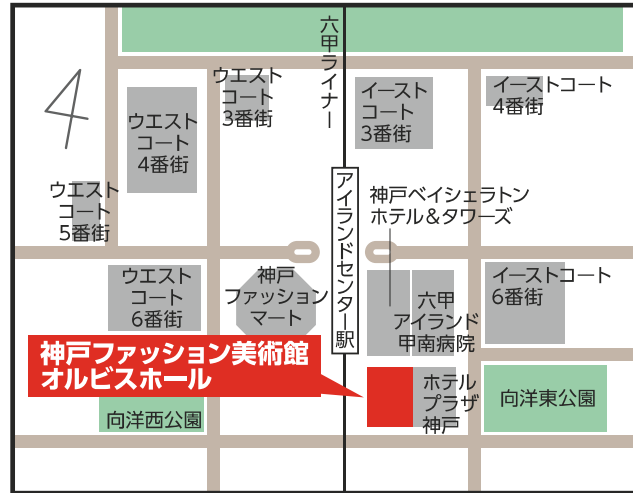 六甲ライナー
ウエスト
コート
3番街
イースト
コート
3番街
イーストコート
4番街
ウエスト
コート
4番街
ウエスト
コート
5番街
アイランドセンター駅
神戸ベイシェラトン
ホテル&タワーズ
ウエスト
コート
6番街
神戸
ファッション
マート
六甲
アイランド
甲南病院
イーストコート
6番街
神戸ファッション美術館
オルビスホール
ホテル
プラザ
神戸
向洋西公園
向洋東公園